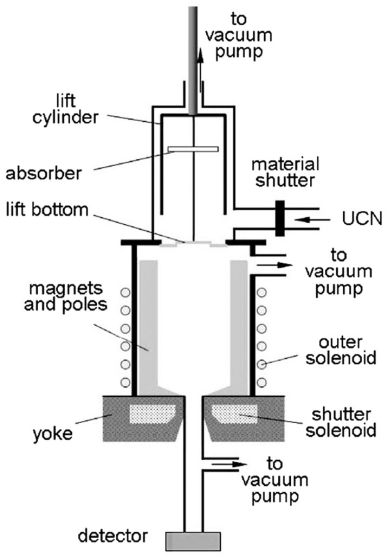 to
vacuum
pump
lift
cylinder
absorber
material
shutter
lift bottom
UCN
to
vacuum
pump
magnets
and poles
outer
solenoid
yoke
shutter
solenoid
to
vacuum
pump
detector